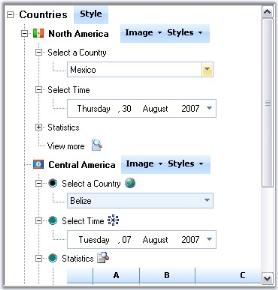 Countries Style
North America Image Styles
Select a Country
Mexico
Select Time
Thursday , 30 August 2007
Statistics
View more
Central America Image Styles
Select a Country
Belize
Select Time
Tuesday , 07 August 2007
Statistics
A B C